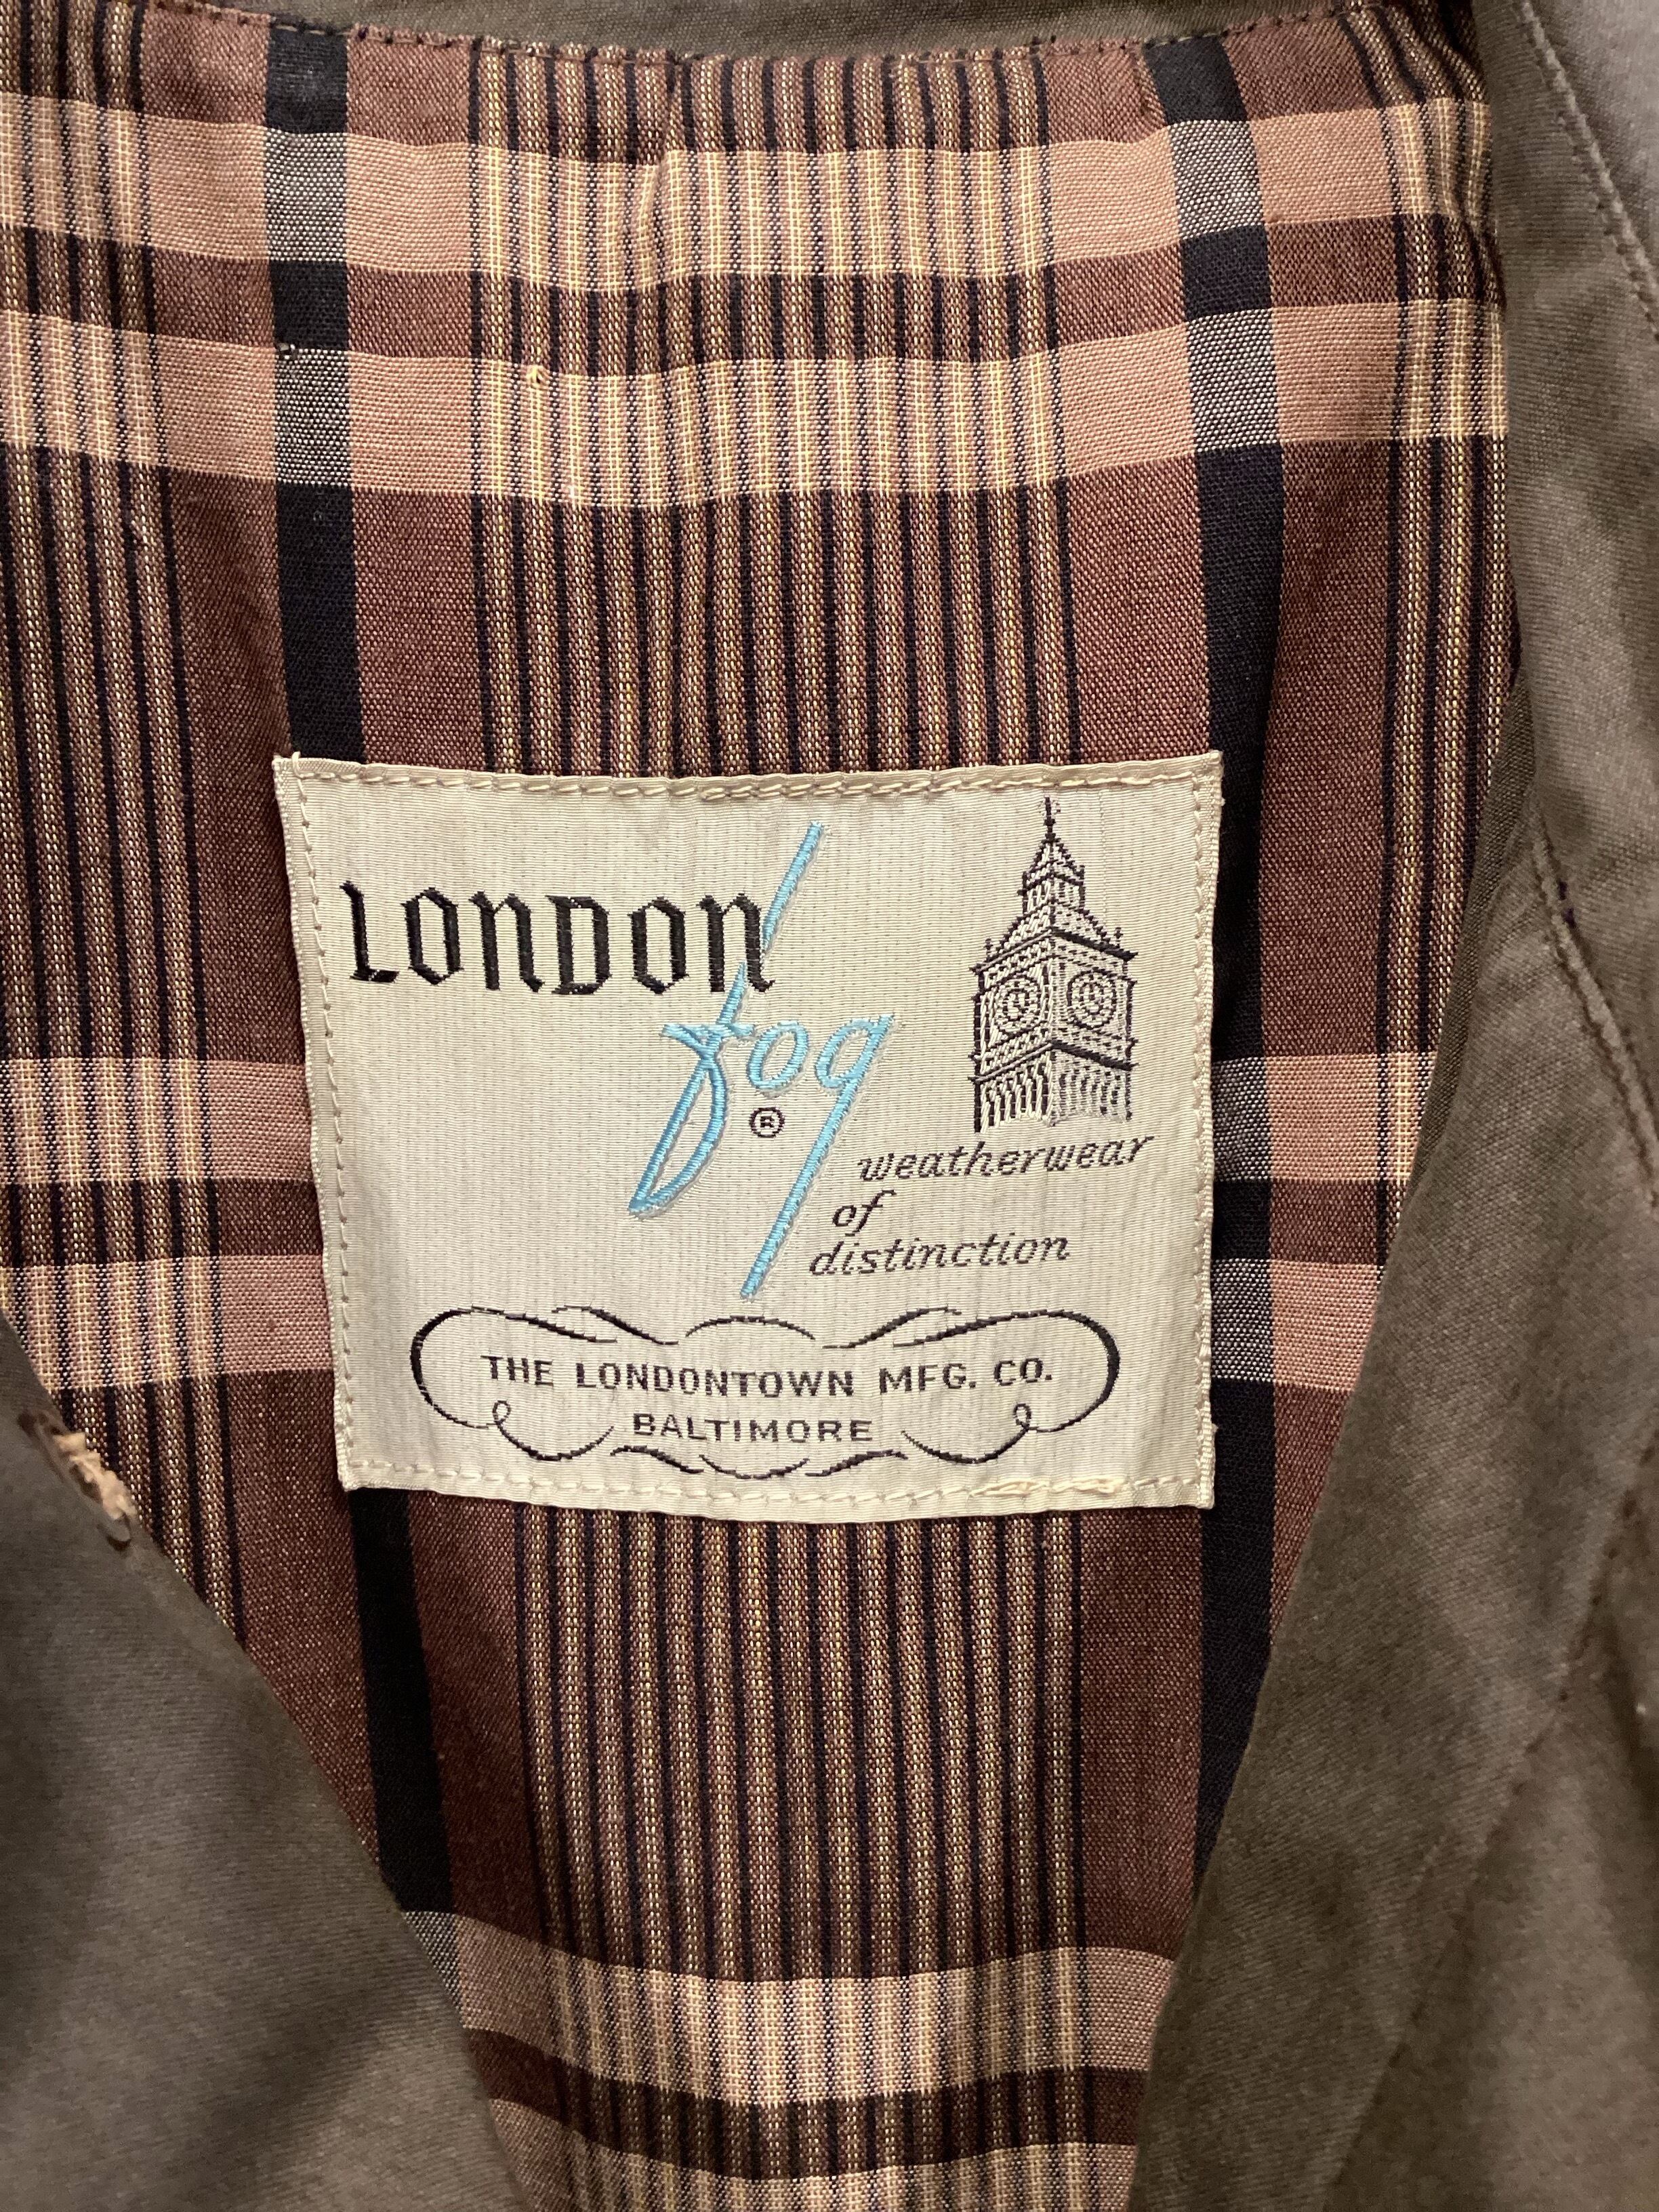 LONDON
fog
®
weatherwear
of
distinction
THE LONDONTOWN MFG. CO.
BALTIMORE